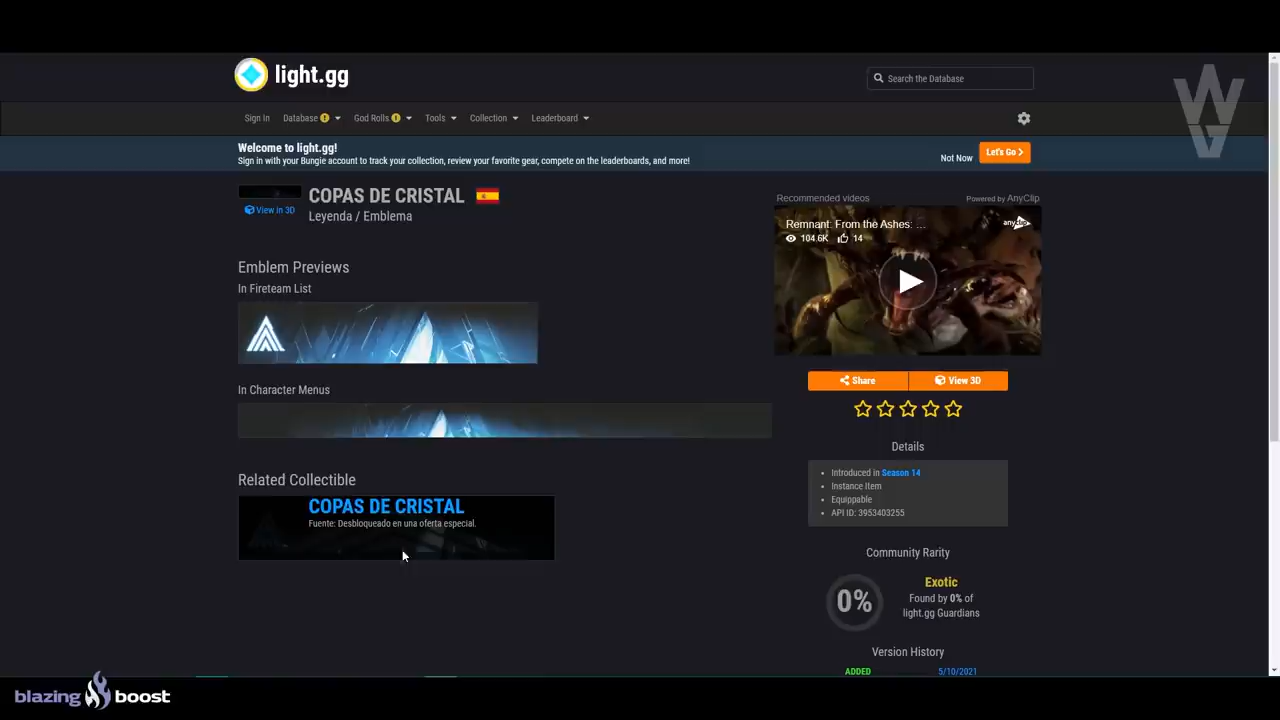 light.gg
Search the Database
Sign In Database ! God Rolls ! Tools Collection Leaderboard
Welcome to light.gg!
Sign in with your Bungie account to track your collection, review your favorite gear, compete on the leaderboards, and more!
Not Now
Let's Go
COPAS DE CRISTAL
View in 3D
Leyenda / Emblema
Emblem Previews
In Fireteam List
In Character Menus
Related Collectible
COPAS DE CRISTAL
Fuente: Desbloqueado en una oferta especial.
Recommended videos
Powered by AnyClip
Remnant: From the Ashes: ...
anyclip
104.6K 14
Share
View 3D
Details
Introduced in Season 14
Instance Item
Equippable
API ID: 3953403255
Community Rarity
0%
Exotic
Found by 0% of
light.gg Guardians
Version History
ADDED 5/10/2021
WG
blazing boost